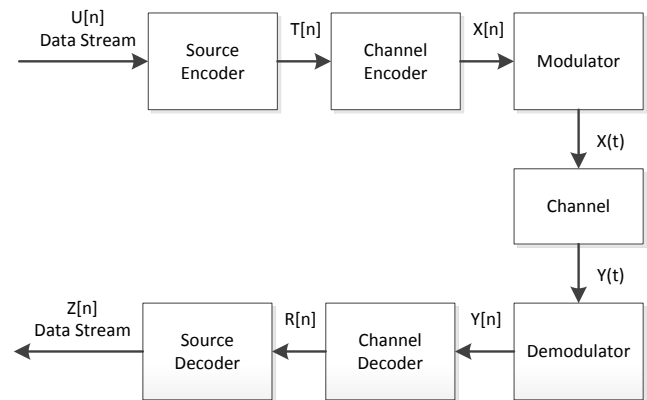 U[n]
Data Stream
Source
Encoder
T[n]
Channel
Encoder
X[n]
Modulator
X(t)
Channel
Y(t)
Z[n]
Data Stream
Source
Decoder
R[n]
Channel
Decoder
Y[n]
Demodulator